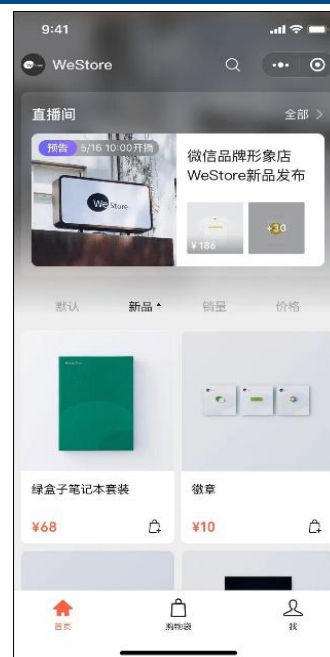 9:41
WeStore
直播间
全部
预告 5/16 10:00开播
We Store
微信品牌形象店
WeStore新品发布
¥186
+30
默认 新品 销量 价格
绿盒子笔记本套装
徽章
¥68
¥10
首页 购物袋 我